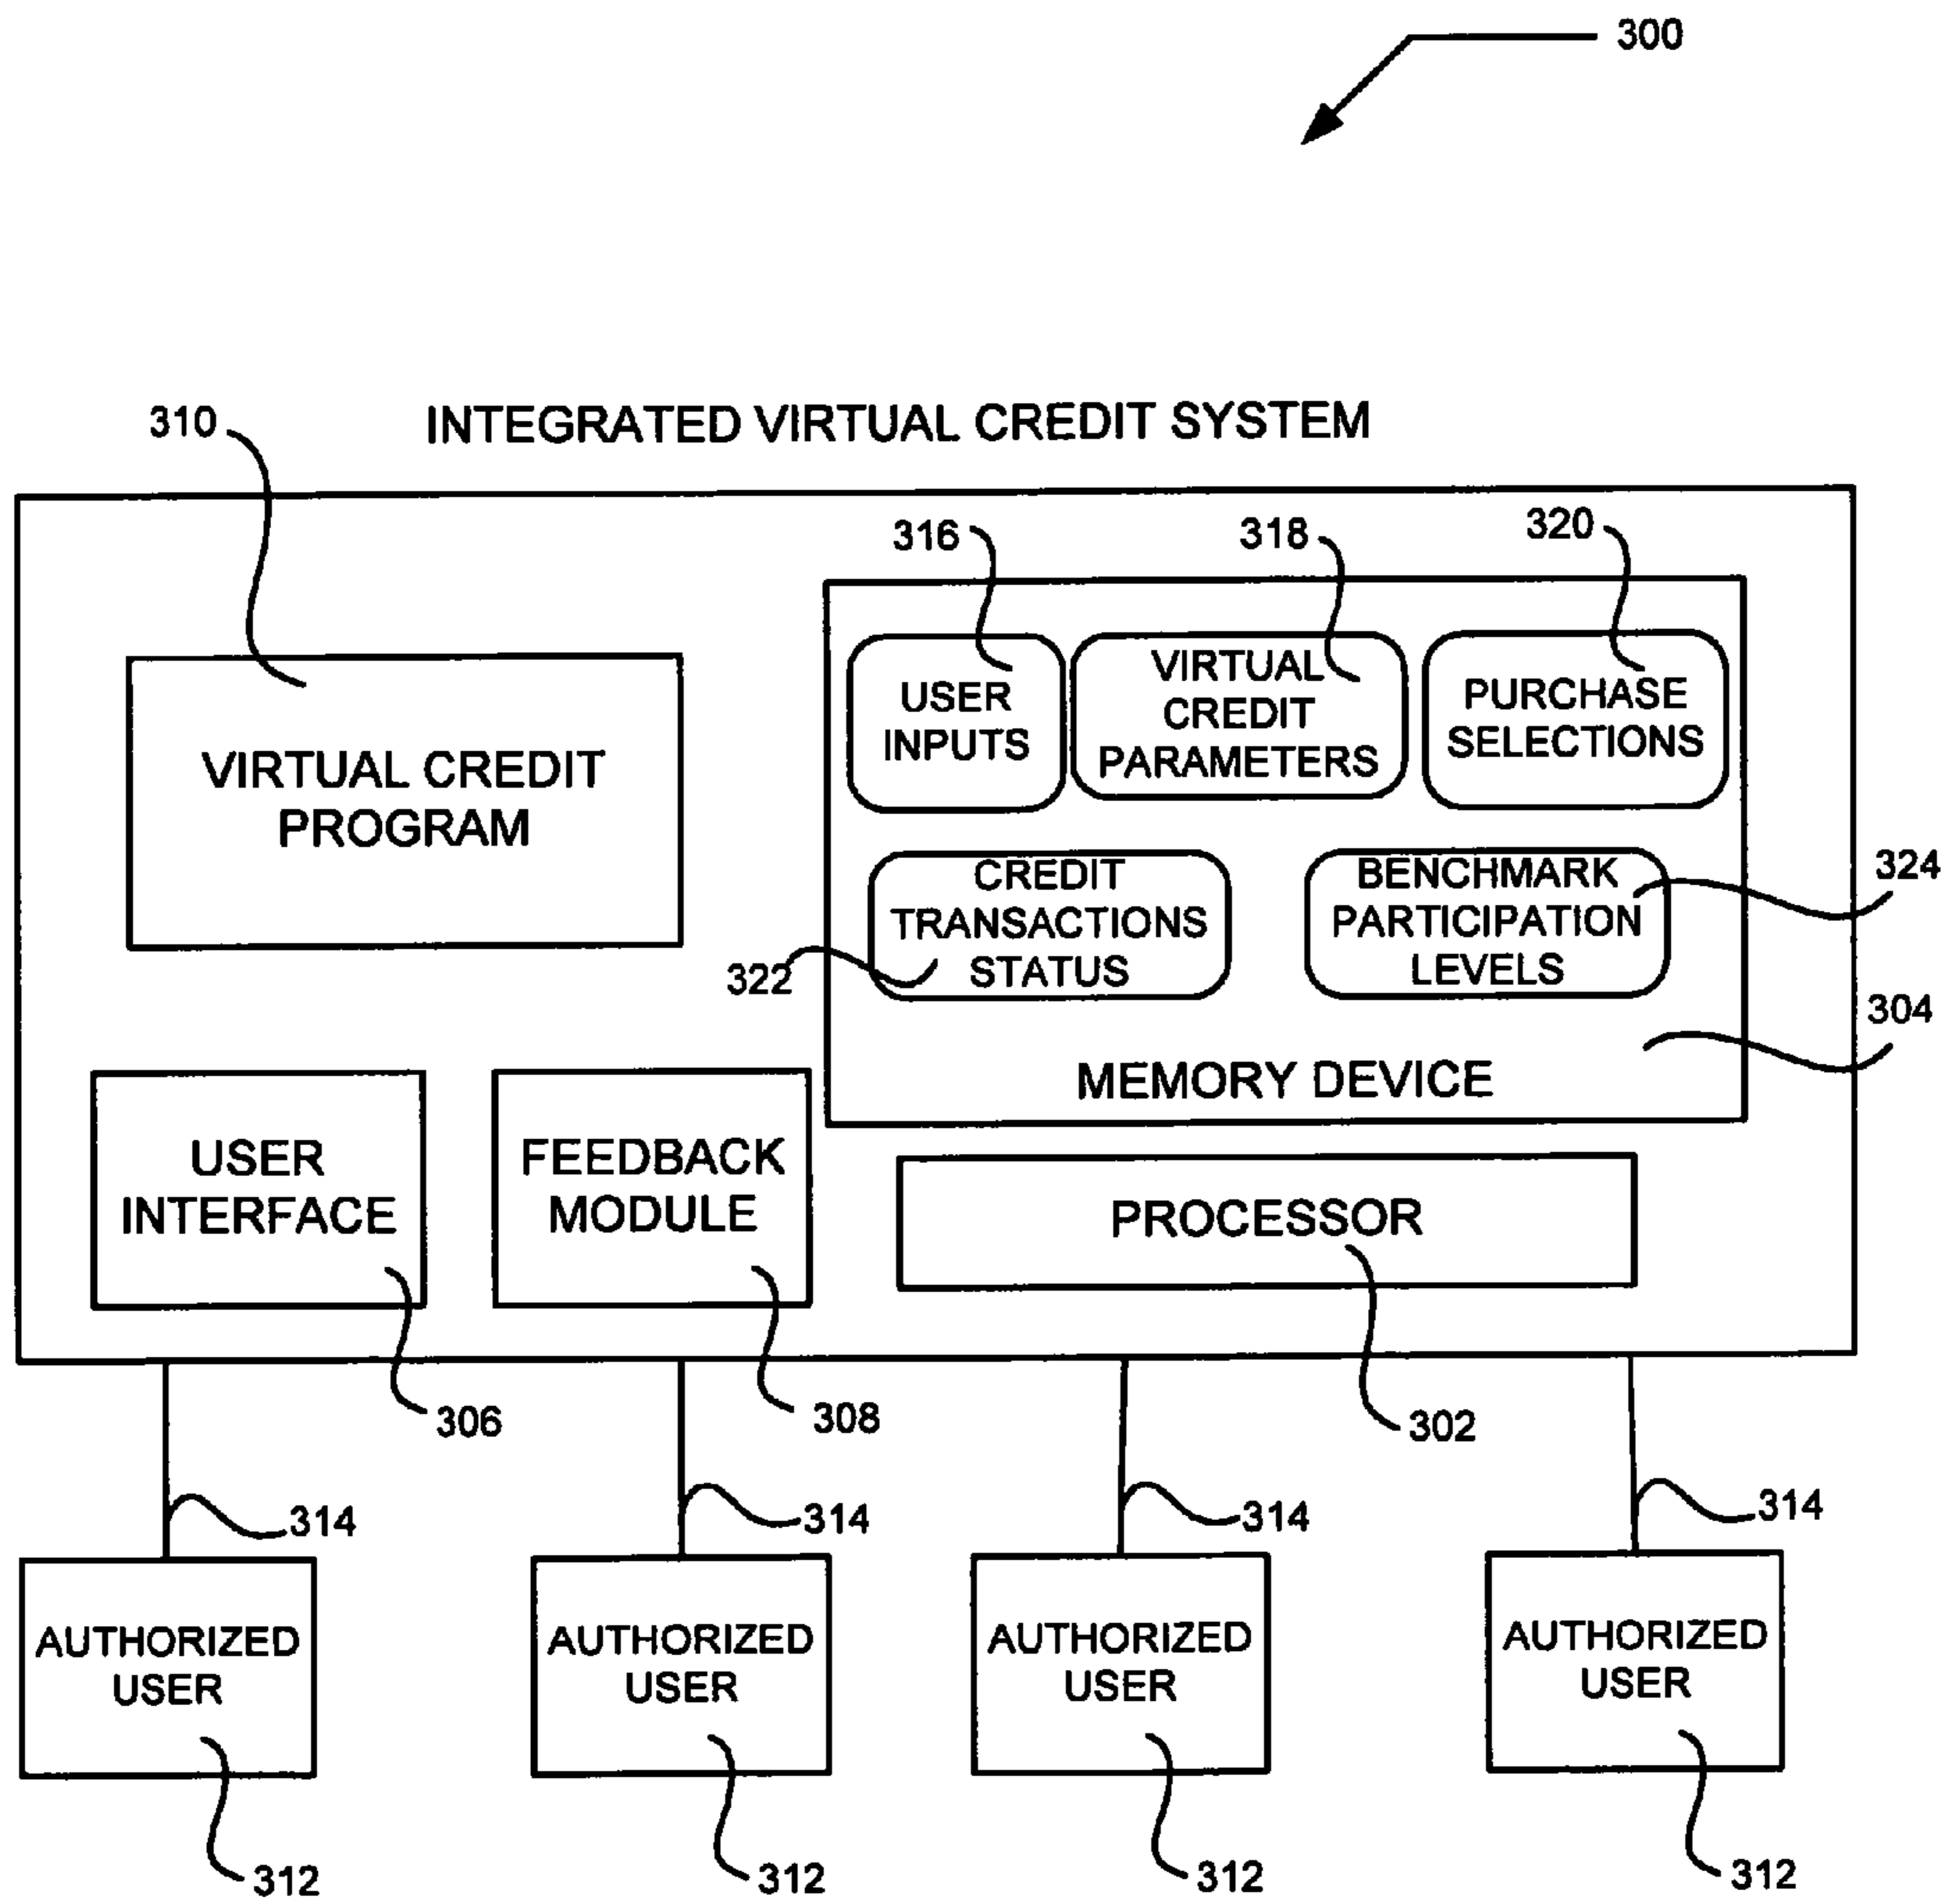 300
310
INTEGRATED VIRTUAL CREDIT SYSTEM
316
318
320
VIRTUAL CREDIT
PROGRAM
USER
INPUTS
VIRTUAL
CREDIT
PARAMETERS
PURCHASE
SELECTIONS
CREDIT
TRANSACTIONS
STATUS
322
BENCHMARK
PARTICIPATION
LEVELS
324
304
MEMORY DEVICE
USER
INTERFACE
FEEDBACK
MODULE
PROCESSOR
306
308
302
314
314
314
314
AUTHORIZED
USER
AUTHORIZED
USER
AUTHORIZED
USER
AUTHORIZED
USER
312
312
312
312